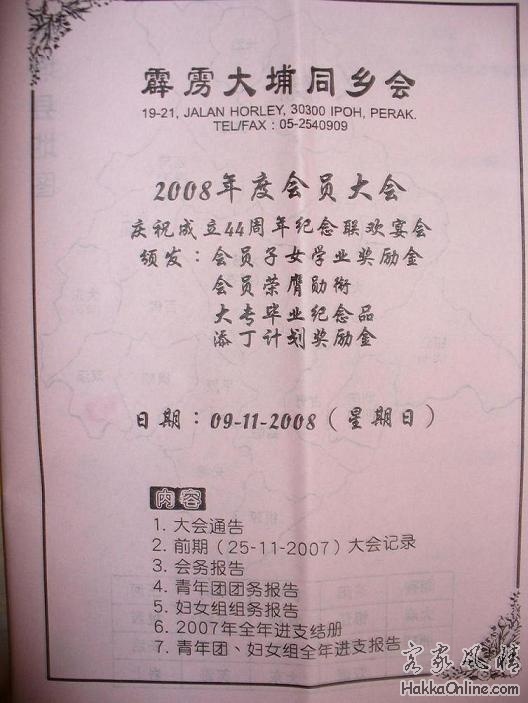 霹雳大埔同乡会
19-21, JALAN HORLEY, 30300 IPOH, PERAK.
TEL/FAX : 05-2540909
2008年度会员大会
庆祝成立44周年纪念联欢宴会
颁发：会员子女学业奖励金
会员荣膺勋衔
大专毕业纪念品
添丁计划奖励金
日期：09-11-2008（星期日）
内容
1. 大会通告
2. 前期（25-11-2007）大会记录
3. 会务报告
4. 青年团团务报告
5. 妇女组组务报告
6. 2007年全年进支结册
7. 青年团、妇女组全年进支报告
客家风情
HakkaOnline.com